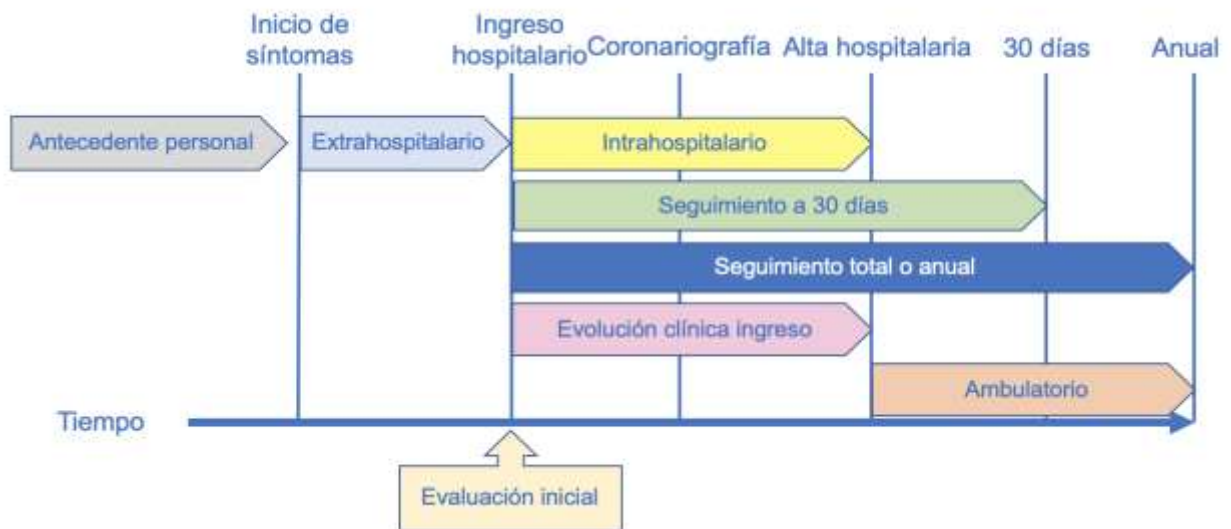 Inicio de
síntomas
Ingreso
hospitalario
Coronariografía
Alta hospitalaria
30 días
Anual
Antecedente personal
Extrahospitalario
Intrahospitalario
Seguimiento a 30 días
Seguimiento total o anual
Evolución clínica ingreso
Ambulatorio
Tiempo
Evaluación inicial